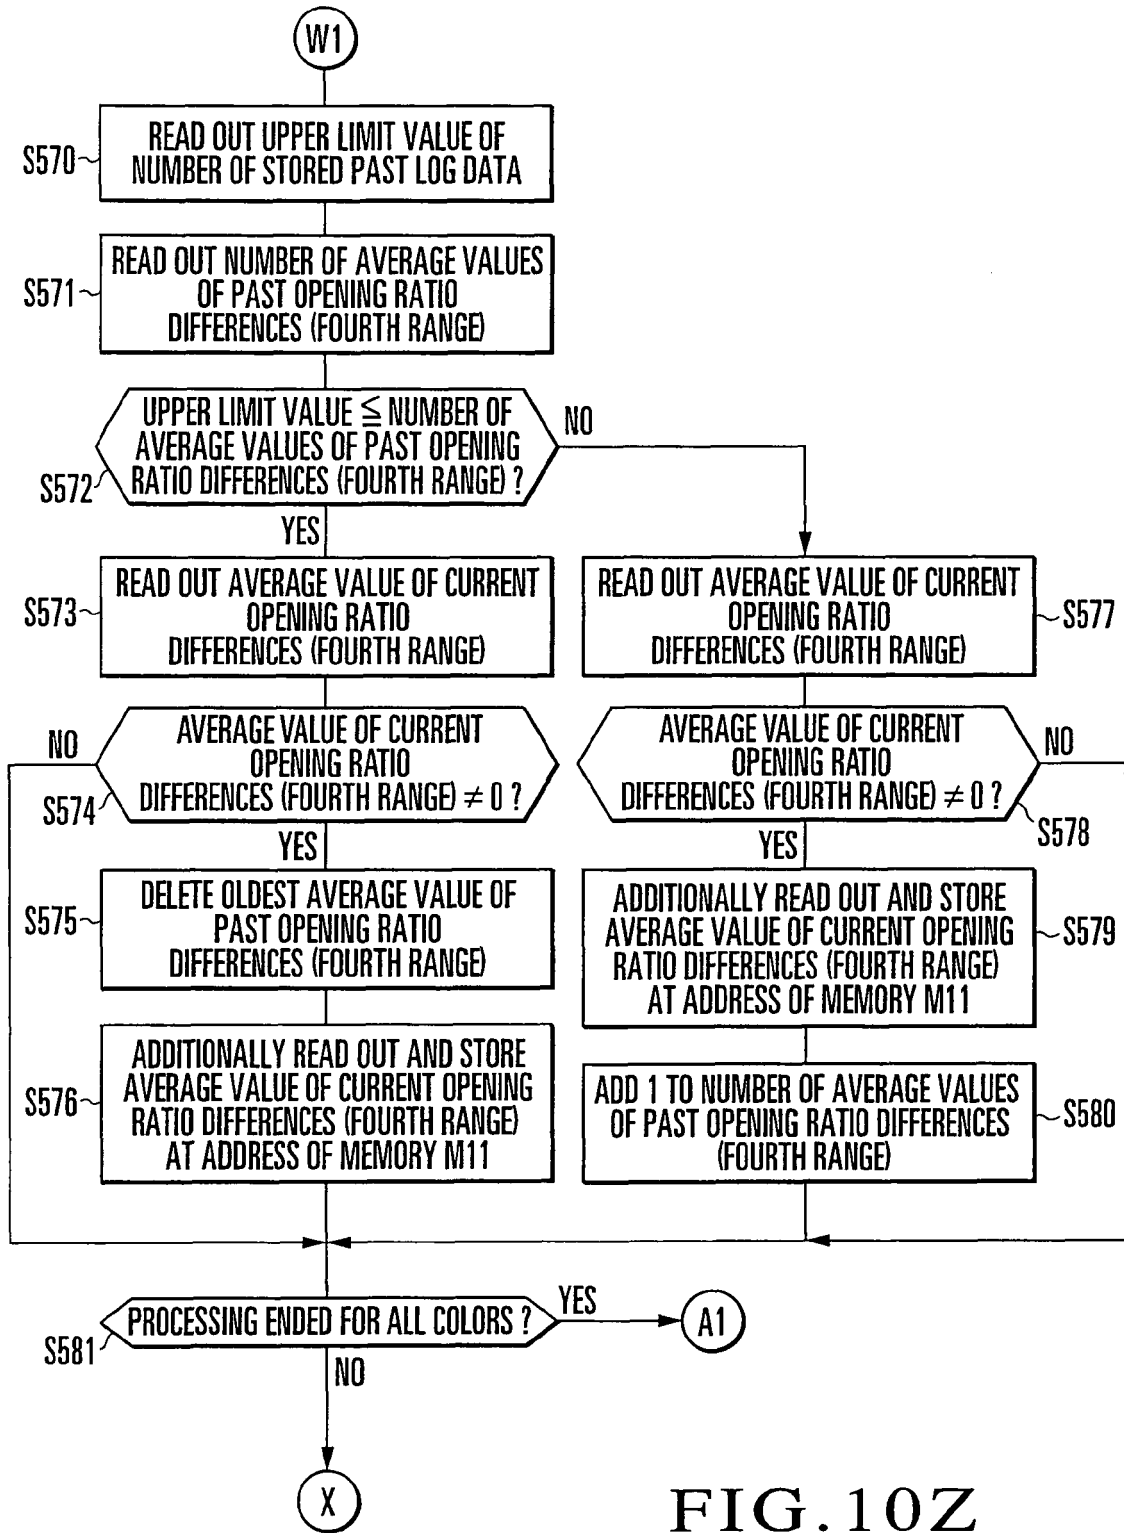 W1
S570
READ OUT UPPER LIMIT VALUE OF
NUMBER OF STORED PAST LOG DATA
S571
READ OUT NUMBER OF AVERAGE VALUES
OF PAST OPENING RATIO
DIFFERENCES (FOURTH RANGE)
S572
UPPER LIMIT VALUE ≦ NUMBER OF
AVERAGE VALUES OF PAST OPENING
RATIO DIFFERENCES (FOURTH RANGE) ?
NO
YES
S573
READ OUT AVERAGE VALUE OF CURRENT
OPENING RATIO
DIFFERENCES (FOURTH RANGE)
READ OUT AVERAGE VALUE OF CURRENT
OPENING RATIO
DIFFERENCES (FOURTH RANGE)
S577
NO
S574
AVERAGE VALUE OF CURRENT
OPENING RATIO
DIFFERENCES (FOURTH RANGE) ≠ 0 ?
AVERAGE VALUE OF CURRENT
OPENING RATIO
DIFFERENCES (FOURTH RANGE) ≠ 0 ?
NO
S578
YES
YES
S575
DELETE OLDEST AVERAGE VALUE OF
PAST OPENING RATIO
DIFFERENCES (FOURTH RANGE)
ADDITIONALLY READ OUT AND STORE
AVERAGE VALUE OF CURRENT OPENING
RATIO DIFFERENCES (FOURTH RANGE)
AT ADDRESS OF MEMORY M11
S579
S576
ADDITIONALLY READ OUT AND STORE
AVERAGE VALUE OF CURRENT OPENING
RATIO DIFFERENCES (FOURTH RANGE)
AT ADDRESS OF MEMORY M11
ADD 1 TO NUMBER OF AVERAGE VALUES
OF PAST OPENING RATIO DIFFERENCES
(FOURTH RANGE)
S580
S581
PROCESSING ENDED FOR ALL COLORS ?
YES
A1
NO
X
FIG.10Z